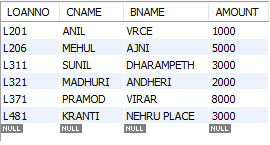 LOANNO CNAME BNAME AMOUNT
L201 ANIL VRCE 1000
L206 MEHUL AJNI 5000
L311 SUNIL DHARAMPETH 3000
L321 MADHURI ANDHERI 2000
L371 PRAMOD VIRAR 8000
L481 KRANTI NEHRU PLACE 3000
NULL NULL NULL NULL